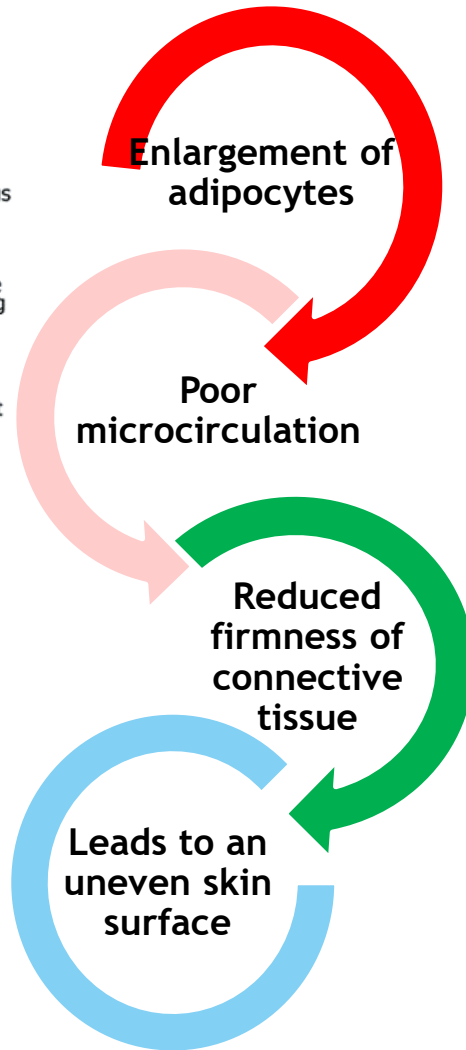 Enlargement of
adipocytes
Poor
microcirculation
Reduced
firmness of
connective
tissue
Leads to an
uneven skin
surface